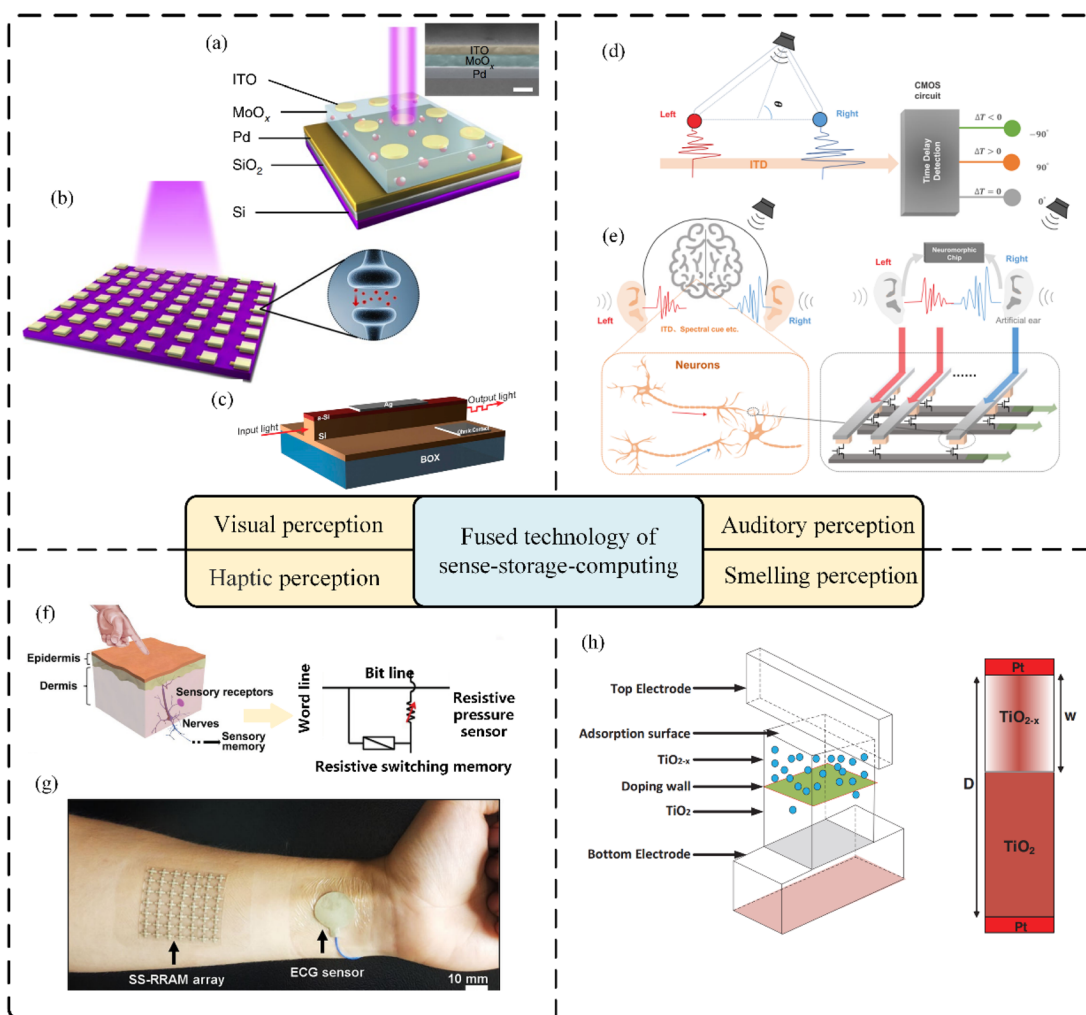 (a)
ITO
MoOₓ
Pd
ITO
MoOₓ
Pd
SiO₂
Si
(b)
(c)
Input light
a-Si
Si
Ag
Output light
Ohmic Contact
BOX
(d)
θ
Left
Right
ITD
CMOS
circuit
Time Delay
Detection
ΔT < 0
−90°
ΔT > 0
90°
ΔT = 0
0°
(e)
Left
Right
ITD、Spectral cue etc.
Neurons
Neuromorphic
Chip
Left
Right
Artificial ear
······
Visual perception
Haptic perception
Fused technology of
sense-storage-computing
Auditory perception
Smelling perception
(f)
Epidermis
Dermis
Sensory receptors
Nerves
Sensory
memory
Word line
Bit line
Resistive
pressure
sensor
Resistive switching memory
(g)
SS-RRAM array
ECG sensor
10 mm
(h)
Top Electrode
Adsorption surface
TiO₂₋ₓ
Doping wall
TiO₂
Bottom Electrode
Pt
TiO₂₋ₓ
W
D
TiO₂
Pt